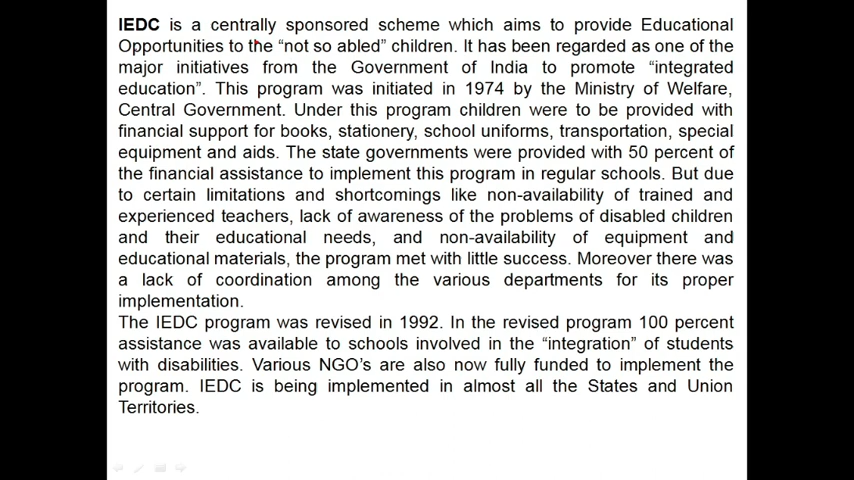 IEDC is a centrally sponsored scheme which aims to provide Educational
Opportunities to the “not so abled” children. It has been regarded as one of the
major initiatives from the Government of India to promote “integrated
education”. This program was initiated in 1974 by the Ministry of Welfare,
Central Government. Under this program children were to be provided with
financial support for books, stationery, school uniforms, transportation, special
equipment and aids. The state governments were provided with 50 percent of
the financial assistance to implement this program in regular schools. But due
to certain limitations and shortcomings like non-availability of trained and
experienced teachers, lack of awareness of the problems of disabled children
and their educational needs, and non-availability of equipment and
educational materials, the program met with little success. Moreover there was
a lack of coordination among the various departments for its proper
implementation.
The IEDC program was revised in 1992. In the revised program 100 percent
assistance was available to schools involved in the “integration” of students
with disabilities. Various NGO’s are also now fully funded to implement the
program. IEDC is being implemented in almost all the States and Union
Territories.